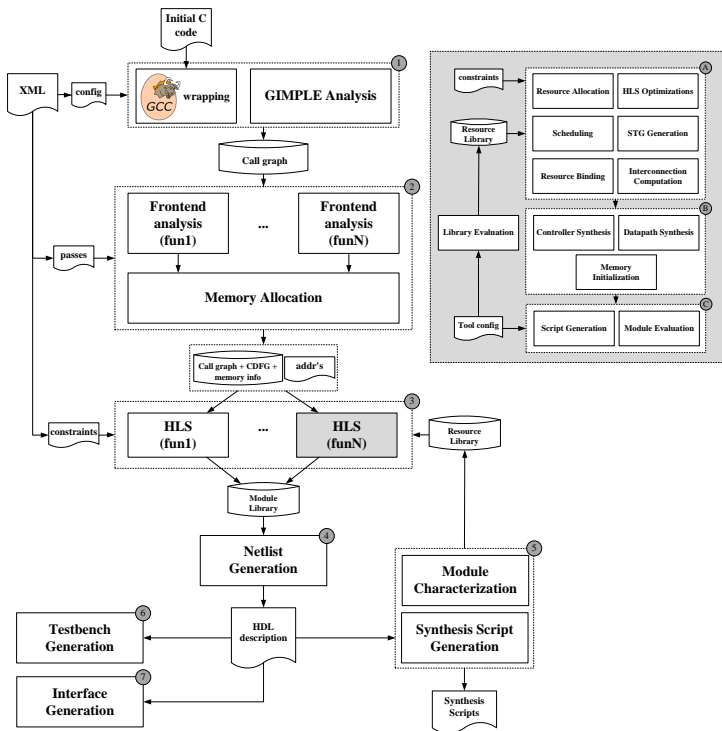 Initial C
code
1
XML
config
GCC
wrapping
GIMPLE Analysis
Call graph
2
Frontend
analysis
(fun1)
...
Frontend
analysis
(funN)
passes
Memory Allocation
Call graph + CDFG +
memory info
addr's
3
constraints
HLS
(fun1)
...
HLS
(funN)
Resource
Library
Module
Library
4
Netlist
Generation
5
Module
Characterization
Synthesis Script
Generation
6
Testbench
Generation
HDL
description
7
Interface
Generation
Synthesis
Scripts
A
constraints
Resource Allocation
HLS Optimizations
Resource
Library
Scheduling
STG Generation
Resource Binding
Interconnection
Computation
B
Library Evaluation
Controller Synthesis
Datapath Synthesis
Memory
Initialization
C
Tool config
Script Generation
Module Evaluation